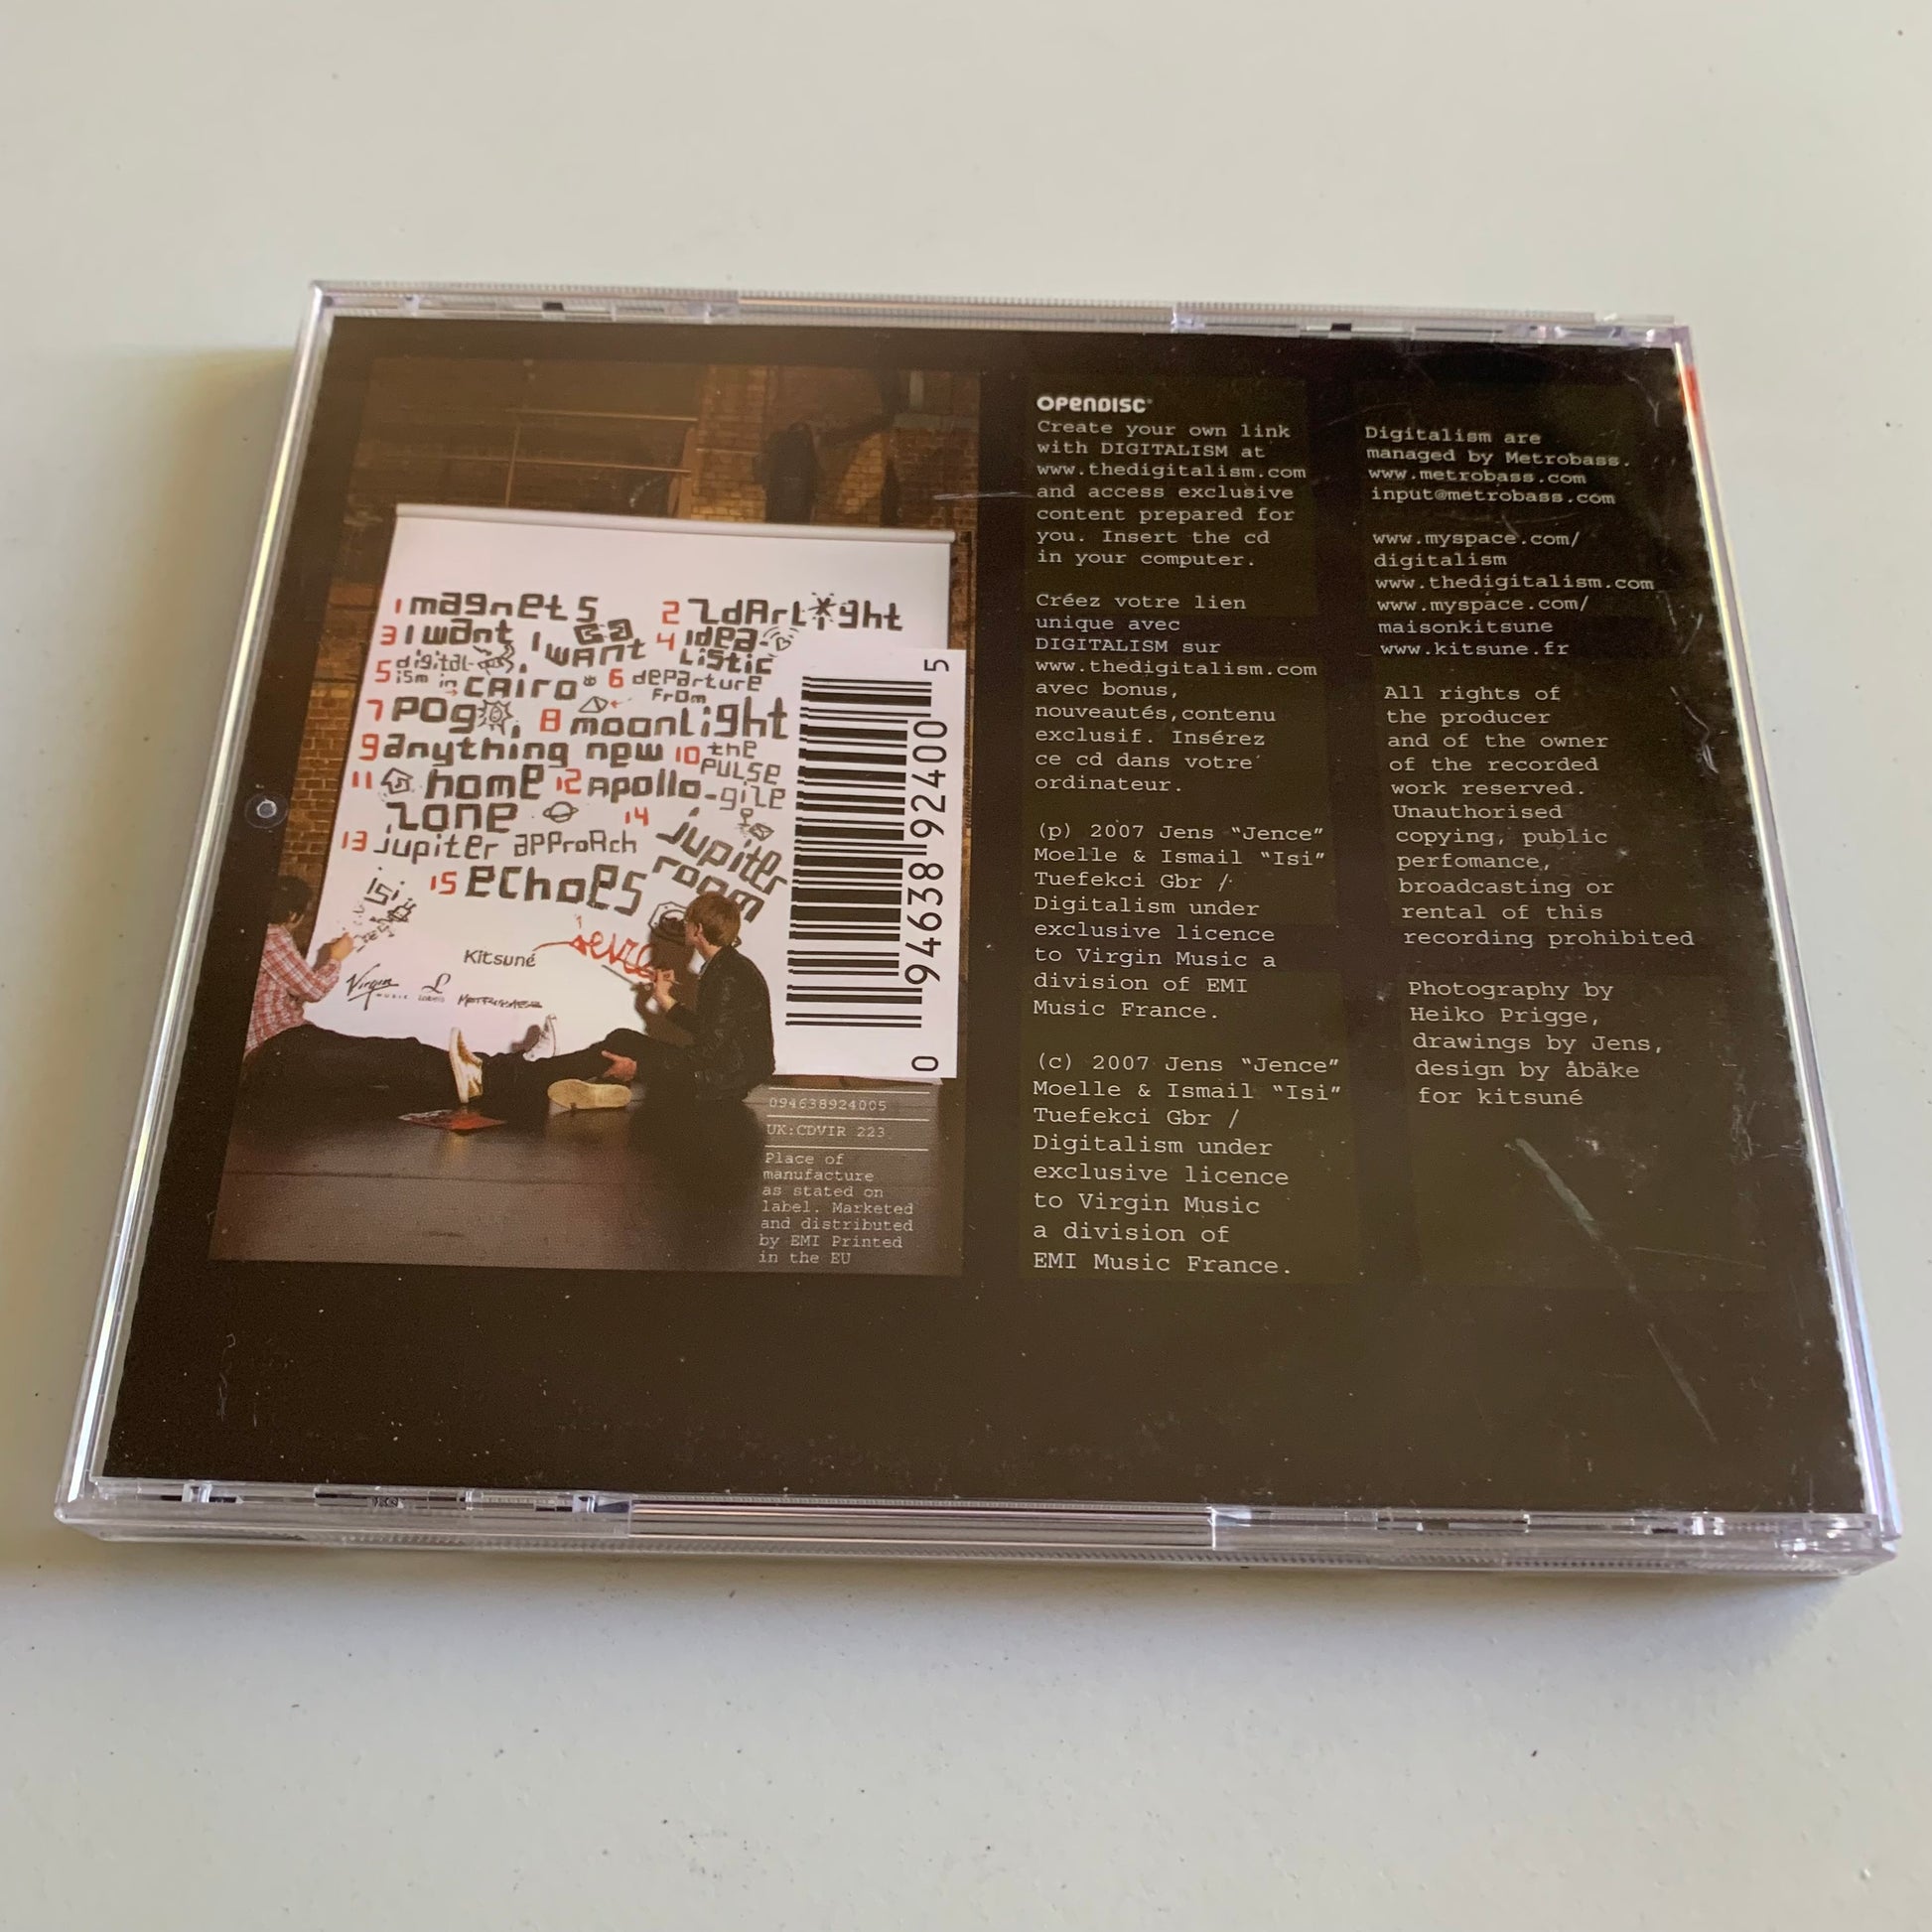 1 magnets 2 Zdarlight
3 I want I want 4 idea-
listic
5 digital-
ism in cairo 6 departure
from
7 pogo 8 moonlight
9 anything new 10 the
pulse
11 home 12 apollo-gize
zone
13 jupiter approach 14 jupiter
room
15 echoes
isi
Kitsuné
Virgin
MUSIC
0 94638 92400 5
094638924005
UK:CDVIR 223
Place of
manufacture
as stated on
label. Marketed
and distributed
by EMI Printed
in the EU
OPENDISC
Create your own link
with DIGITALISM at
www.thedigitalism.com
and access exclusive
content prepared for
you. Insert the cd
in your computer.
Créez votre lien
unique avec
DIGITALISM sur
www.thedigitalism.com
avec bonus,
nouveautés,contenu
exclusif. Insérez
ce cd dans votre
ordinateur.
(p) 2007 Jens “Jence”
Moelle & Ismail “Isi”
Tuefekci Gbr /
Digitalism under
exclusive licence
to Virgin Music a
division of EMI
Music France.
(c) 2007 Jens “Jence”
Moelle & Ismail “Isi”
Tuefekci Gbr /
Digitalism under
exclusive licence
to Virgin Music
a division of
EMI Music France.
Digitalism are
managed by Metrobass.
www.metrobass.com
input@metrobass.com
www.myspace.com/
digitalism
www.thedigitalism.com
www.myspace.com/
maisonkitsune
www.kitsune.fr
All rights of
the producer
and of the owner
of the recorded
work reserved.
Unauthorised
copying, public
perfomance,
broadcasting or
rental of this
recording prohibited
Photography by
Heiko Prigge,
drawings by Jens,
design by åbäke
for kitsuné